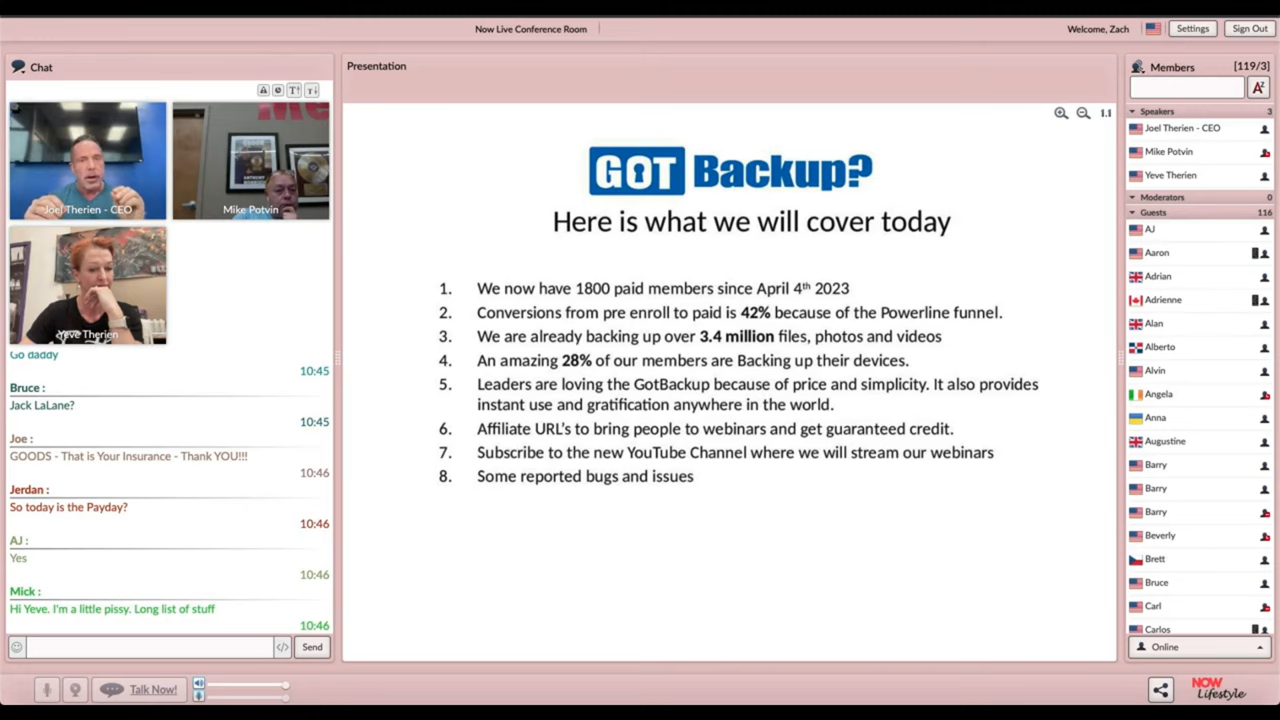 Now Live Conference Room
Welcome, Zach
Settings
Sign Out
Chat
Joel Therien - CEO
Mike Potvin
Yeve Therien
Go daddy
10:45
Bruce :
Jack LaLane?
10:45
Joe :
GOODS - That is Your Insurance - Thank YOU!!!
10:46
Jerdan :
So today is the Payday?
10:46
AJ :
Yes
10:46
Mick :
Hi Yeve. I'm a little pissy. Long list of stuff
10:46
Send
Talk Now!
Presentation
1.1
GOT Backup?
Here is what we will cover today
1. We now have 1800 paid members since April 4th 2023
2. Conversions from pre enroll to paid is 42% because of the Powerline funnel.
3. We are already backing up over 3.4 million files, photos and videos
4. An amazing 28% of our members are Backing up their devices.
5. Leaders are loving the GotBackup because of price and simplicity. It also provides
instant use and gratification anywhere in the world.
6. Affiliate URL's to bring people to webinars and get guaranteed credit.
7. Subscribe to the new YouTube Channel where we will stream our webinars
8. Some reported bugs and issues
Members [119/3]
Speakers 3
Joel Therien - CEO
Mike Potvin
Yeve Therien
Moderators 0
Guests 116
AJ
Aaron
Adrian
Adrienne
Alan
Alberto
Alvin
Angela
Anna
Augustine
Barry
Barry
Barry
Beverly
Brett
Bruce
Carl
Carlos
Online
NOW
Lifestyle